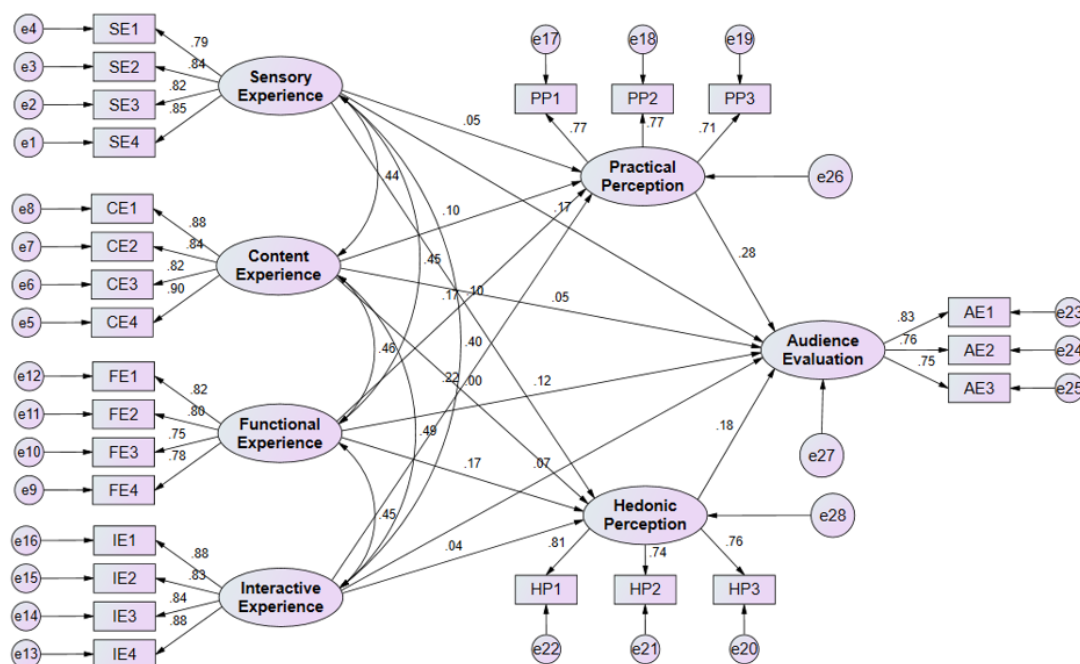 e4
SE1
.79
e3
SE2
.84
e2
SE3
.82
e1
SE4
.85
Sensory
Experience
e8
CE1
.88
e7
CE2
.84
e6
CE3
.82
e5
CE4
.90
Content
Experience
e12
FE1
.82
e11
FE2
.80
e10
FE3
.75
e9
FE4
.78
Functional
Experience
e16
IE1
.88
e15
IE2
.83
e14
IE3
.84
e13
IE4
.88
Interactive
Experience
.44
.45
.40
.46
.49
.45
.05
.10
.17
.10
.17
.05
.22
.00
.12
.17
.07
.04
e17
e18
e19
PP1
PP2
PP3
.77
.77
.71
Practical
Perception
e26
.28
Audience
Evaluation
.83
AE1
e23
.76
AE2
e24
.75
AE3
e25
e27
.18
Hedonic
Perception
e28
.81
.74
.76
HP1
HP2
HP3
e22
e21
e20